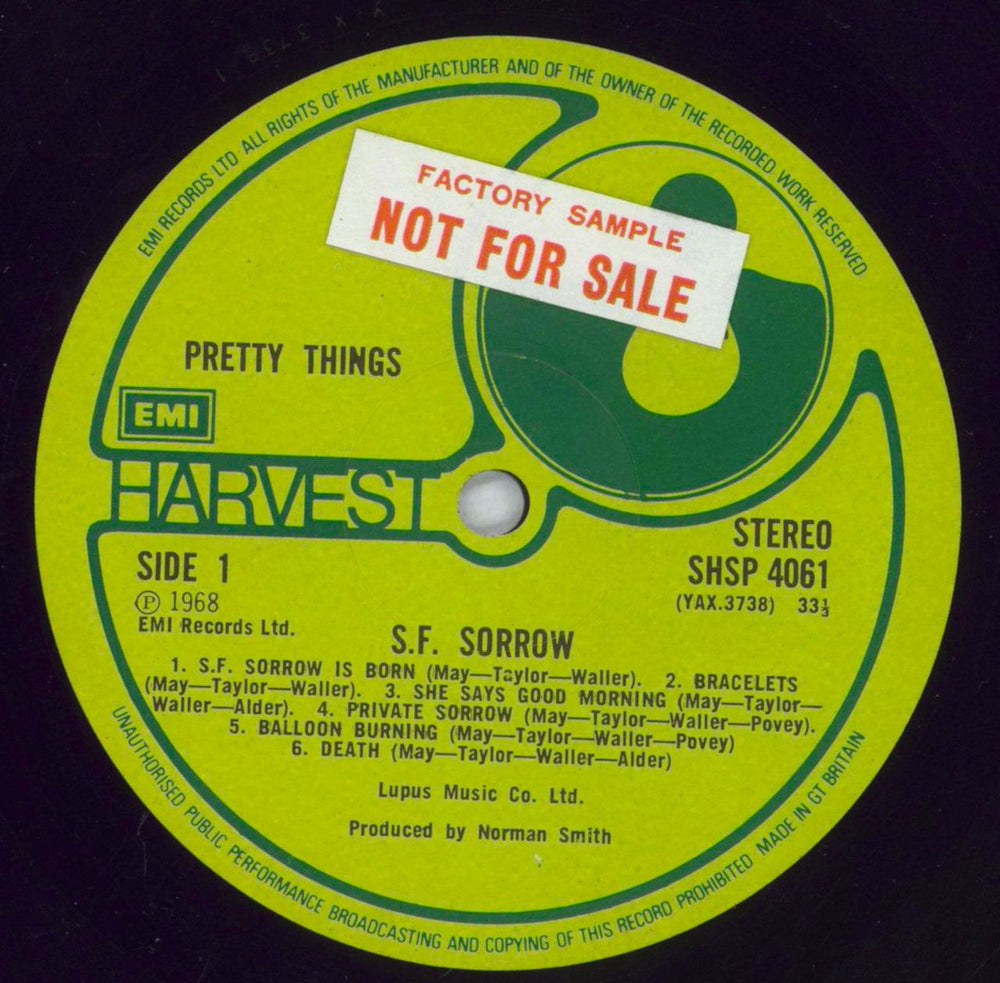 EMI RECORDS LTD·ALL RIGHTS OF THE MANUFACTURER AND OF THE OWNER OF THE RECORDED WORK RESERVED
FACTORY SAMPLE
NOT FOR SALE
PRETTY THINGS
EMI
HARVEST
STEREO
SIDE 1
SHSP 4061
Ⓟ 1968
(YAX.3738) 33⅓
EMI Records Ltd.
S.F. SORROW
1. S.F. SORROW IS BORN (May—Taylor—Waller). 2. BRACELETS
(May—Taylor—Waller). 3. SHE SAYS GOOD MORNING (May—Taylor—
Waller—Alder). 4. PRIVATE SORROW (May—Taylor—Waller—Povey).
5. BALLOON BURNING (May—Taylor—Waller—Povey)
6. DEATH (May—Taylor—Waller—Alder)
Lupus Music Co. Ltd.
Produced by Norman Smith
UNAUTHORISED PUBLIC PERFORMANCE BROADCASTING AND COPYING OF THIS RECORD PROHIBITED MADE IN GT BRITAIN